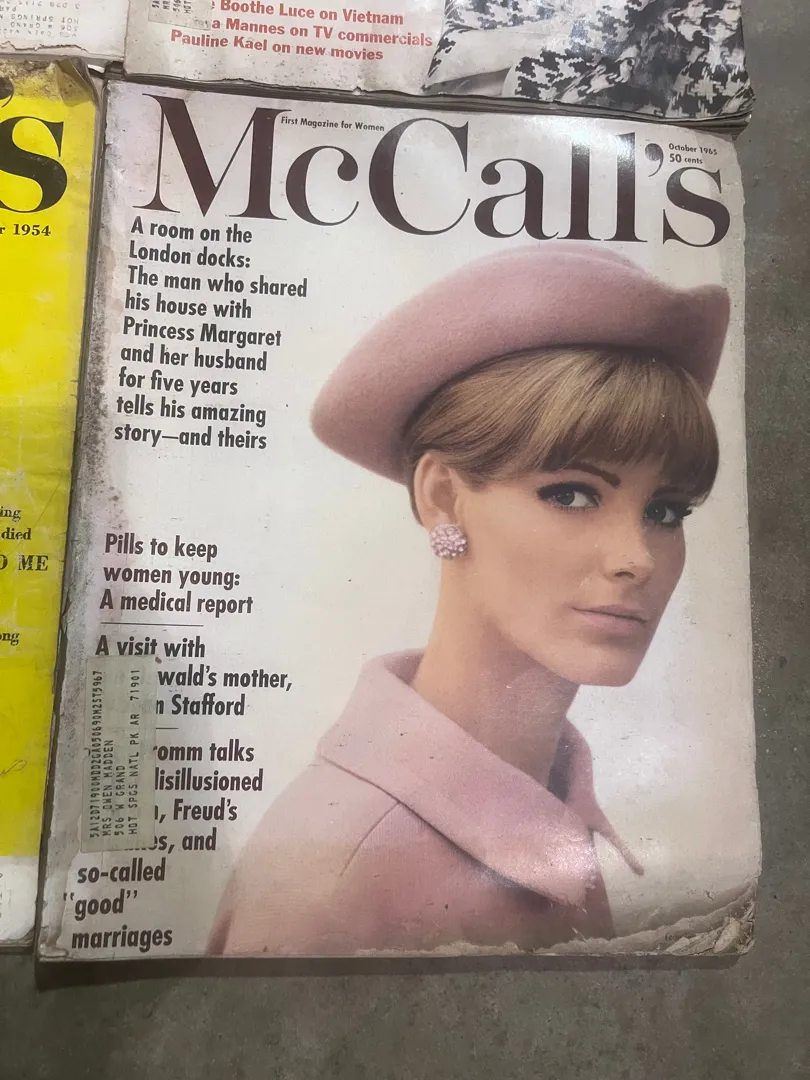 Boothe Luce on Vietnam
a Mannes on TV commercials
Pauline Kael on new movies
S
r 1954
ing
died
O ME
ong
McCall's
First Magazine for Women
October 1965
50 cents
A room on the
London docks:
The man who shared
his house with
Princess Margaret
and her husband
for five years
tells his amazing
story—and theirs
Pills to keep
women young:
A medical report
A visit with
wald's mother,
n Stafford
romm talks
disillusioned
, Freud's
es, and
so-called
"good"
marriages
MRS OWEN MADDEN
506 W GRAND
HOT SPGS NATL PK AR 71901